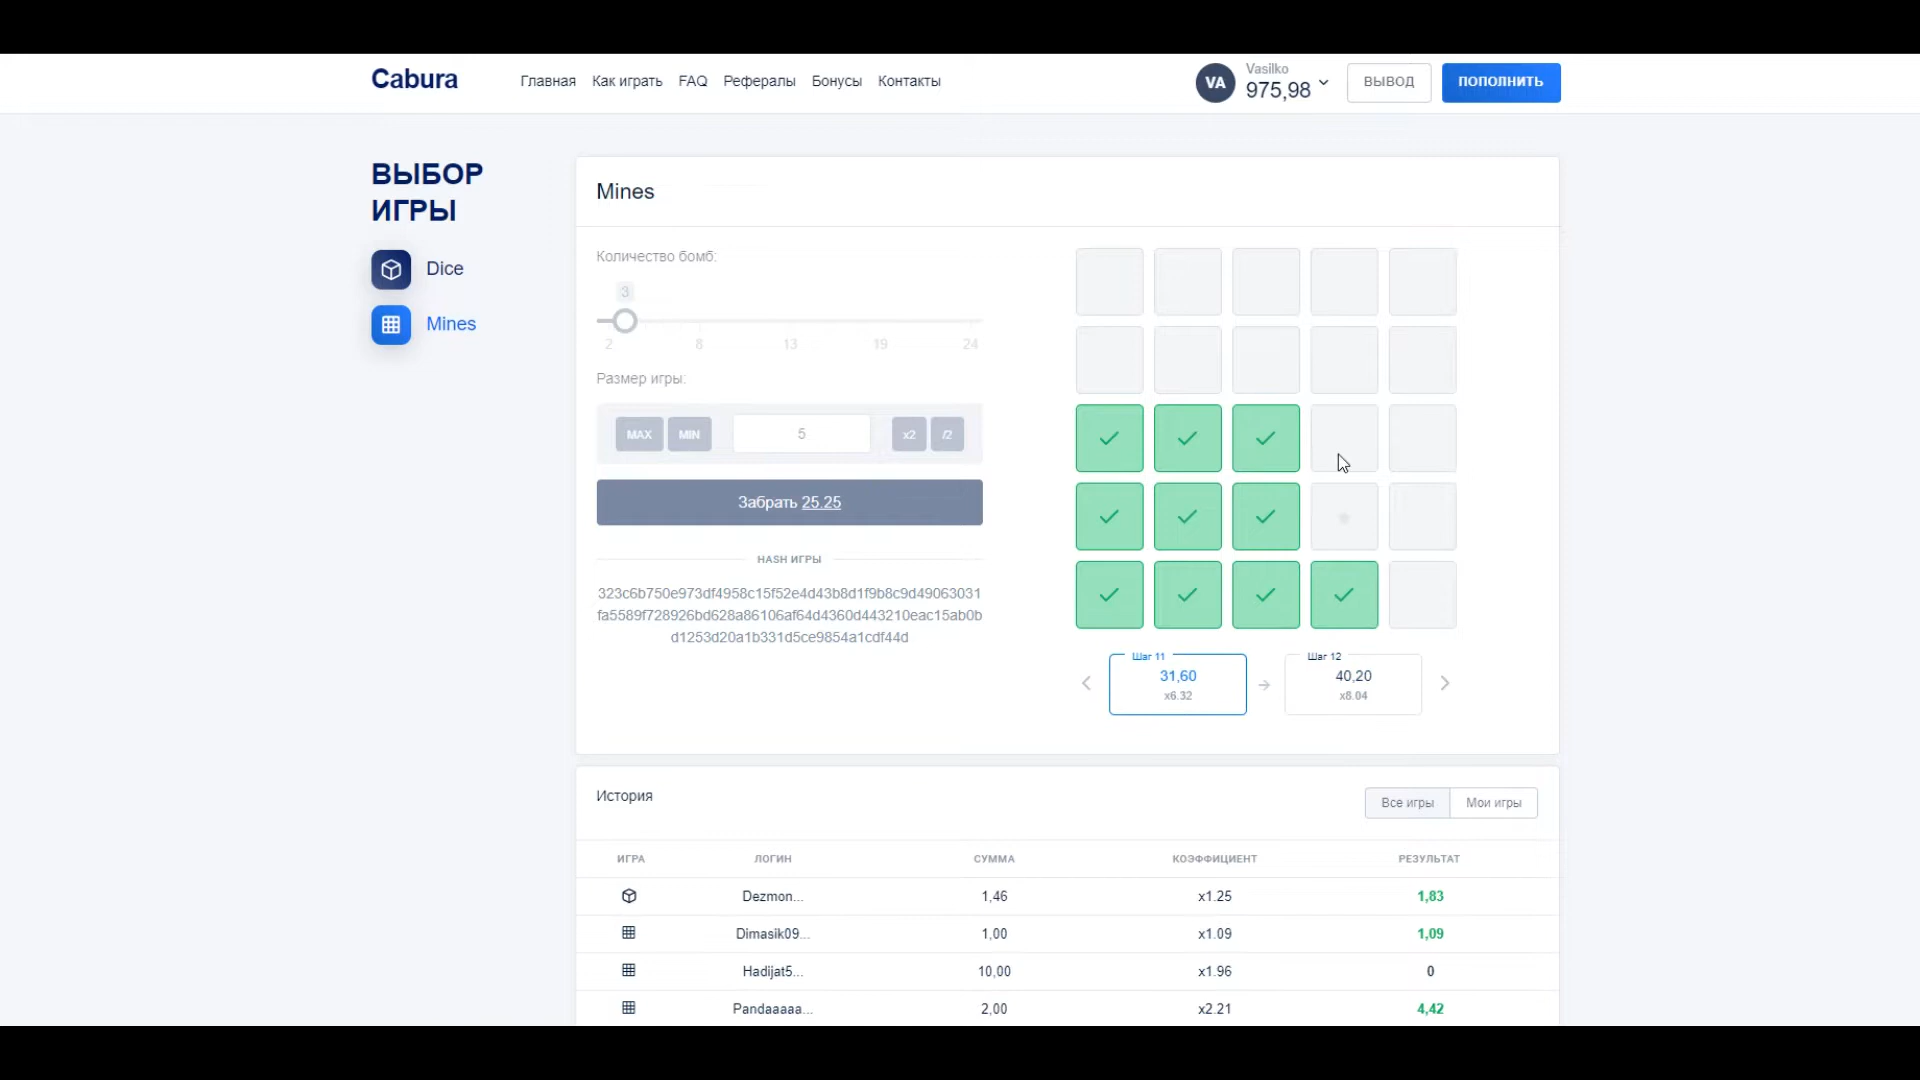 Cabura
Главная Как играть FAQ Рефералы Бонусы Контакты
VA
Vasilko
975,98
ВЫВОД
ПОПОЛНИТЬ
ВЫБОР
ИГРЫ
Dice
Mines
Mines
Количество бомб:
3
2 8 13 19 24
Размер игры:
MAX MIN 5 x2 /2
Забрать 25.25
HASH ИГРЫ
323c6b750e973df4958c15f52e4d43b8d1f9b8c9d49063031
fa5589f728926bd628a86106af64d4360d443210eac15ab0b
d1253d20a1b331d5ce9854a1cdf44d
Шаг 11
31,60
x6.32
Шаг 12
40,20
x8.04
История
Все игры Мои игры
ИГРА ЛОГИН СУММА КОЭФФИЦИЕНТ РЕЗУЛЬТАТ
Dezmon... 1,46 x1.25 1,83
Dimasik09... 1,00 x1.09 1,09
Hadijat5... 10,00 x1.96 0
Pandaaaaa... 2,00 x2.21 4,42